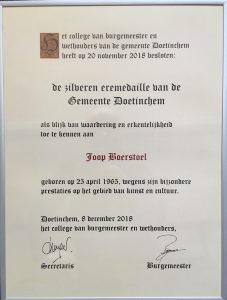 Het college van burgemeester en
wethouders van de gemeente Doetinchem
heeft op 20 november 2018 besloten:
de zilveren eremedaille van de
Gemeente Doetinchem
als blijk van waardering en erkentelijkheid
toe te kennen aan
Joop Boerstoel
geboren op 25 april 1965, wegens zijn bijzondere
prestaties op het gebied van kunst en cultuur.
Doetinchem, 8 december 2018
het college van burgemeester en wethouders,
Secretaris Burgemeester